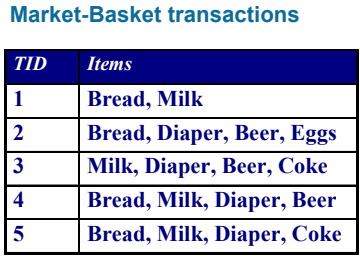 Market-Basket transactions
TID Items
1 Bread, Milk
2 Bread, Diaper, Beer, Eggs
3 Milk, Diaper, Beer, Coke
4 Bread, Milk, Diaper, Beer
5 Bread, Milk, Diaper, Coke